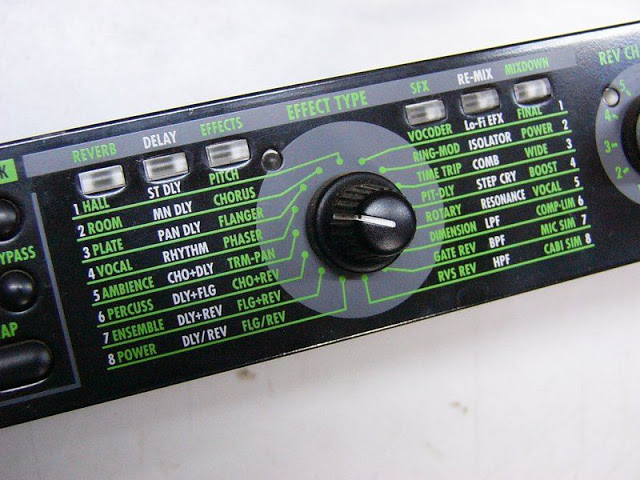 EFFECT TYPE
REVERB DELAY EFFECTS
SFX RE-MIX MIXDOWN
1 HALL ST DLY PITCH
2 ROOM MN DLY CHORUS
3 PLATE PAN DLY FLANGER
4 VOCAL RHYTHM PHASER
5 AMBIENCE CHO+DLY TRM-PAN
6 PERCUSS DLY+FLG CHO+REV
7 ENSEMBLE DLY+REV FLG+REV
8 POWER DLY/REV FLG/REV
VOCODER Lo-Fi EFX FINAL 1
RING-MOD ISOLATOR POWER 2
TIME TRIP COMB WIDE 3
PIT-DLY STEP CRY BOOST 4
ROTARY RESONANCE VOCAL 5
DIMENSION LPF COMP-LIM 6
GATE REV BPF MIC SIM 7
RVS REV HPF CABI SIM 8
REV CH
5
4
3
2
K
YPASS
AP